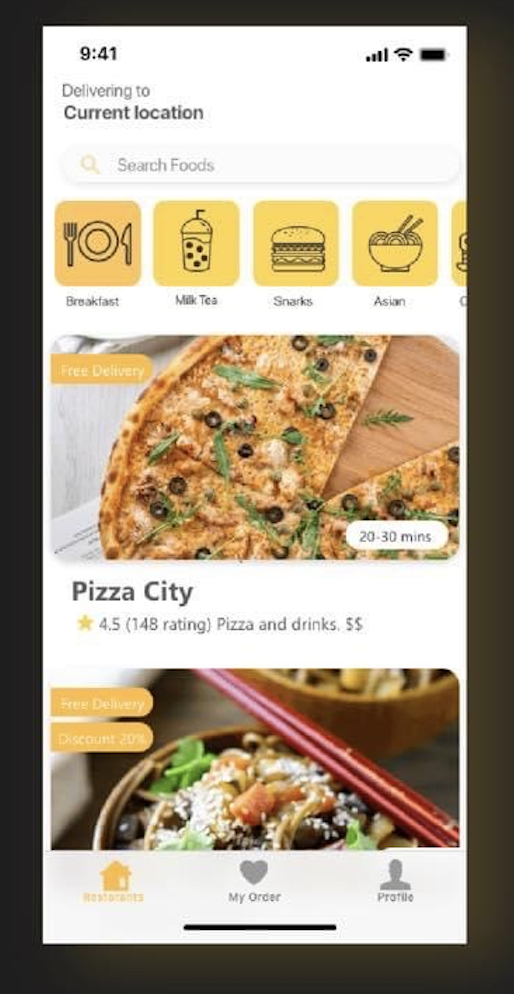 9:41
Delivering to
Current location
Search Foods
Breakfast
Milk Tea
Snarks
Asian
C
Free Delivery
20-30 mins
Pizza City
4.5 (148 rating) Pizza and drinks. $$
Free Delivery
Discount 20%
Restorants
My Order
Profile